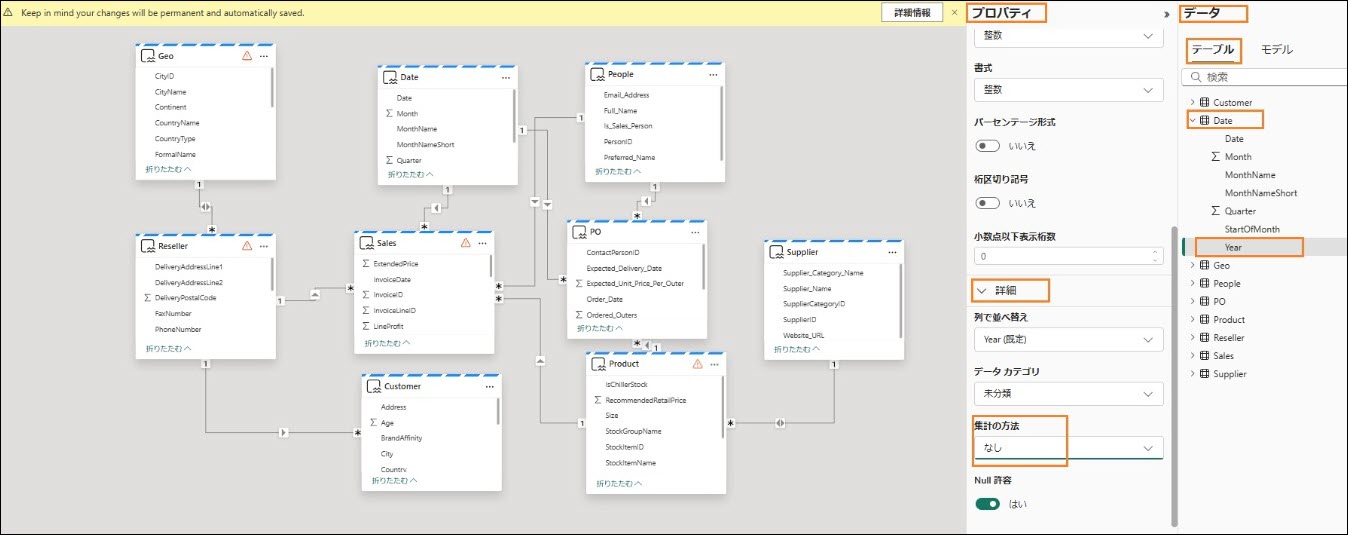 Keep in mind your changes will be permanent and automatically saved.
詳細情報
Geo
CityID
CityName
Continent
CountryName
CountryType
FormalName
折りたたむ
Date
Date
Month
MonthName
MonthNameShort
Quarter
折りたたむ
People
Email_Address
Full_Name
Is_Sales_Person
PersonID
Preferred_Name
折りたたむ
1
1
1
1
1
*
*
*
Reseller
DeliveryAddressLine1
DeliveryAddressLine2
DeliveryPostalCode
FaxNumber
PhoneNumber
折りたたむ
1
*
Sales
ExtendedPrice
InvoiceDate
InvoiceID
InvoiceLineID
LineProfit
折りたたむ
*
*
*
PO
ContactPersonID
Expected_Delivery_Date
Expected_Unit_Price_Per_Outer
Order_Date
Ordered_Outers
折りたたむ
Supplier
Supplier_Category_Name
Supplier_Name
SupplierCategoryID
SupplierID
Website_URL
折りたたむ
1
*
1
1
Customer
Address
Age
BrandAffinity
City
Country
折りたたむ
*
1
Product
IsChillerStock
RecommendedRetailPrice
Size
StockGroupName
StockItemID
StockItemName
折りたたむ
*
プロパティ
整数
書式
整数
パーセンテージ形式
いいえ
桁区切り記号
いいえ
小数点以下表示桁数
0
詳細
列で並べ替え
Year (既定)
データ カテゴリ
未分類
集計の方法
なし
Null 許容
はい
データ
テーブル
モデル
検索
Customer
Date
Date
Month
MonthName
MonthNameShort
Quarter
StartOfMonth
Year
Geo
People
PO
Product
Reseller
Sales
Supplier